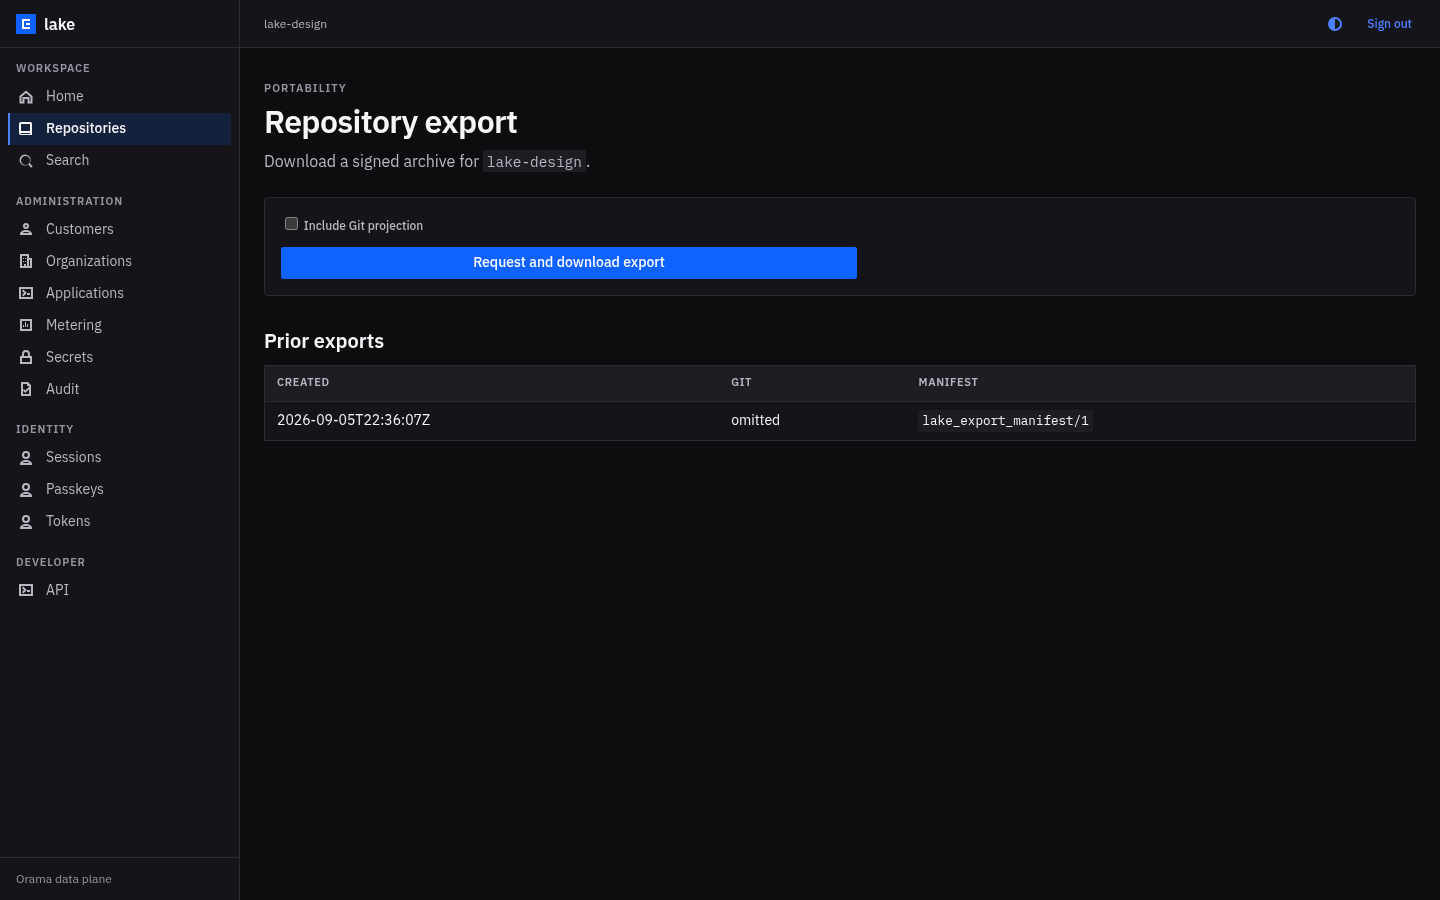 lake
lake-design
Sign out
WORKSPACE
Home
Repositories
Search
ADMINISTRATION
Customers
Organizations
Applications
Metering
Secrets
Audit
IDENTITY
Sessions
Passkeys
Tokens
DEVELOPER
API
Orama data plane
PORTABILITY
Repository export
Download a signed archive for lake-design.
Include Git projection
Request and download export
Prior exports
CREATED GIT MANIFEST
2026-09-05T22:36:07Z omitted lake_export_manifest/1